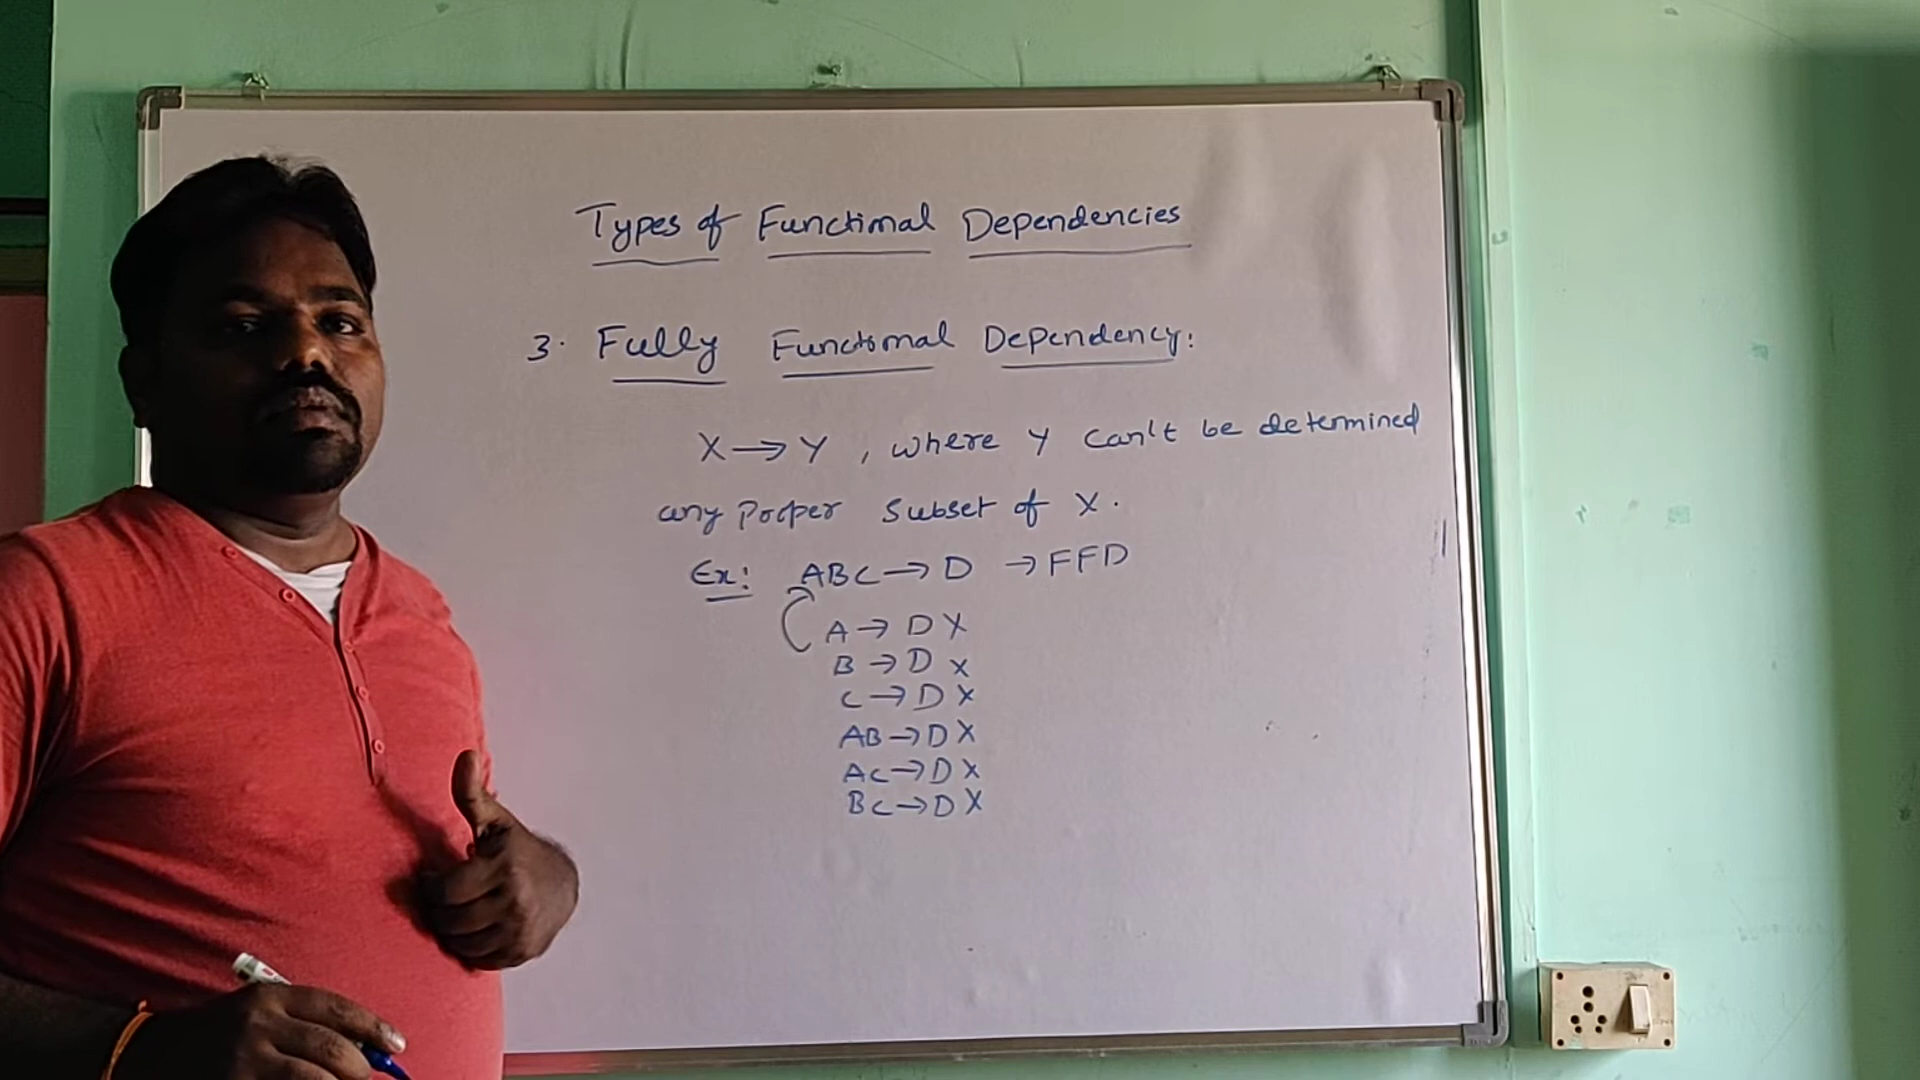 Types of Functional Dependencies
3. Fully Functional Dependency:
X → Y , where Y can't be determined
any Proper subset of X.
Ex: ABC → D → FFD
A → D X
B → D X
C → D X
AB → D X
AC → D X
BC → D X